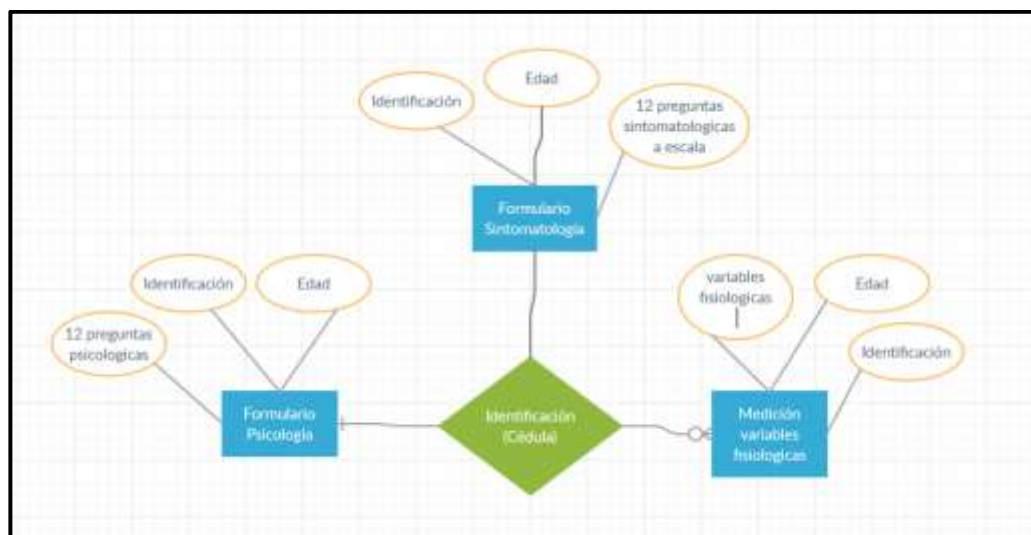 Edad
Identificación
12 preguntas
sintomatologicas
a escala
Formulario
Sintomatología
Identificación
Edad
12 preguntas
psicologicas
Formulario
Psicología
Identificación
(Cédula)
variables
fisiologicas
Edad
Identificación
Medición
variables
fisiologicas